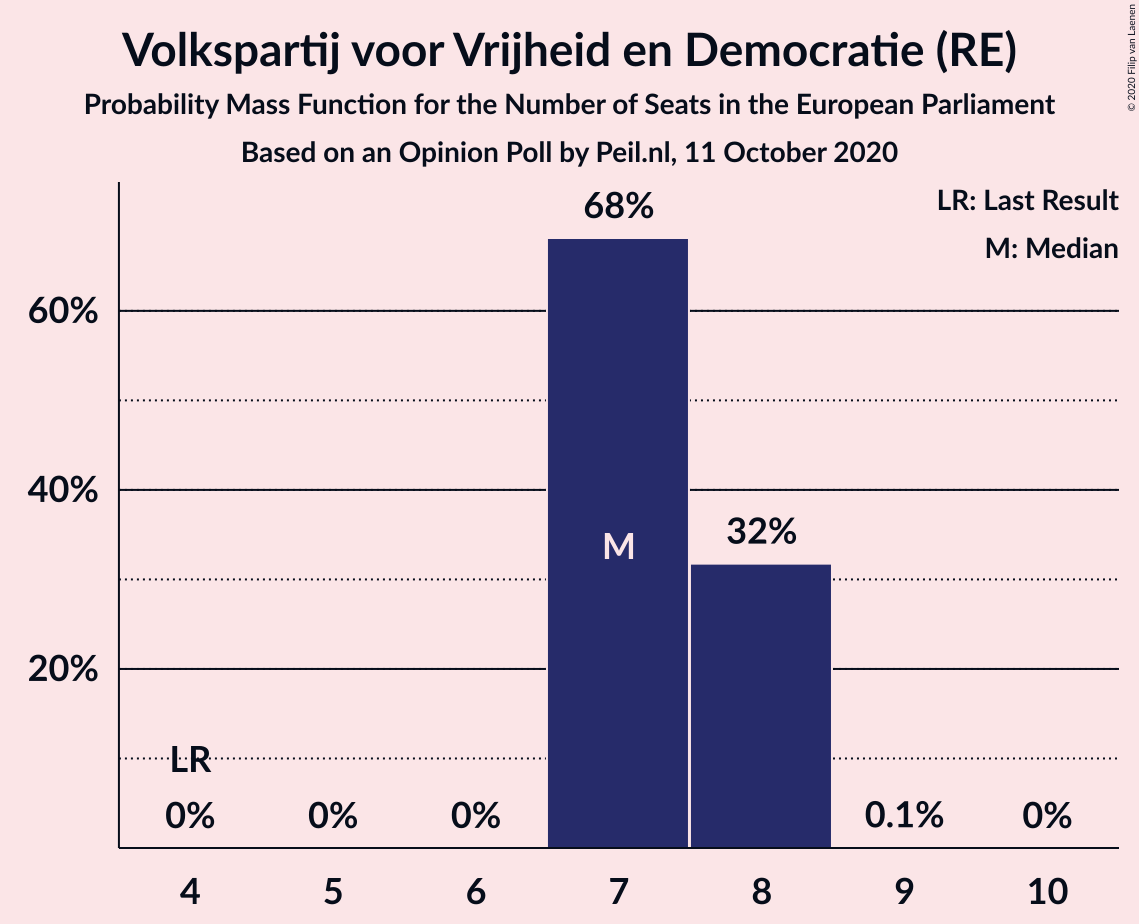 Volkspartij voor Vrijheid en Democratie (RE)
Probability Mass Function for the Number of Seats in the European Parliament
Based on an Opinion Poll by Peil.nl, 11 October 2020
© 2020 Filip van Laenen
LR: Last Result
M: Median
68%
60%
40%
32%
M
20%
LR
0% 0% 0% 0.1% 0%
4 5 6 7 8 9 10